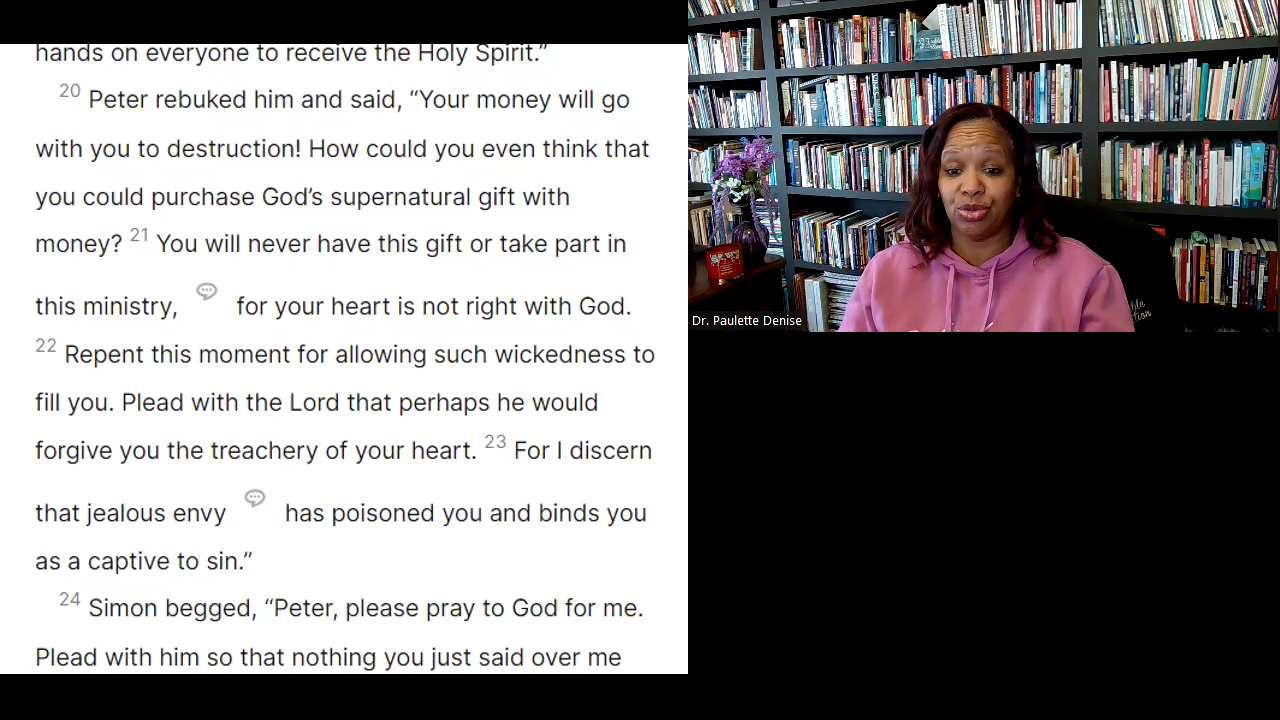 hands on everyone to receive the Holy Spirit.”
20 Peter rebuked him and said, “Your money will go
with you to destruction! How could you even think that
you could purchase God’s supernatural gift with
money? 21 You will never have this gift or take part in
this ministry, for your heart is not right with God.
22 Repent this moment for allowing such wickedness to
fill you. Plead with the Lord that perhaps he would
forgive you the treachery of your heart. 23 For I discern
that jealous envy has poisoned you and binds you
as a captive to sin.”
24 Simon begged, “Peter, please pray to God for me.
Plead with him so that nothing you just said over me
Dr. Paulette Denise